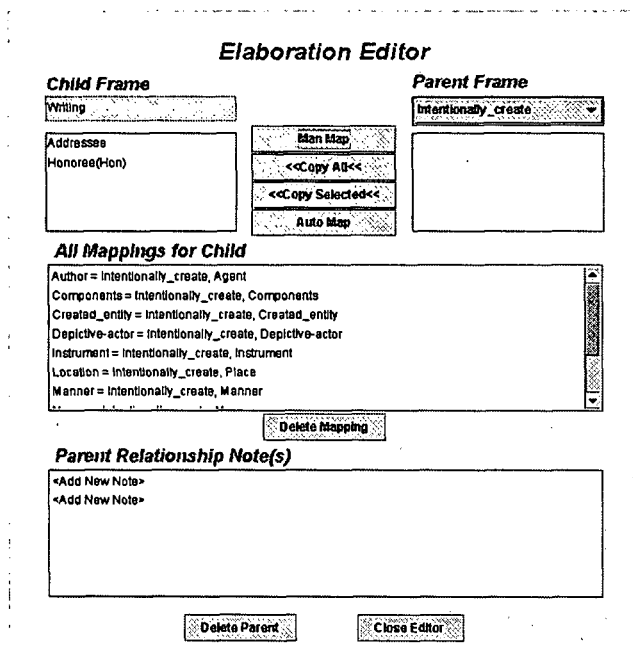 Elaboration Editor
Child Frame
Parent Frame
Writing
Intentionally_create
Addressee
Honoree(Hon)
Man Map
<<Copy All<<
<<Copy Selected<<
Auto Map
All Mappings for Child
Author = Intentionally_create, Agent
Components = Intentionally_create, Components
Created_entity = Intentionally_create, Created_entity
Depictive-actor = Intentionally_create, Depictive-actor
Instrument = Intentionally_create, Instrument
Location = Intentionally_create, Place
Manner = Intentionally_create, Manner
Delete Mapping
Parent Relationship Note(s)
<Add New Note>
<Add New Note>
Delete Parent
Close Editor